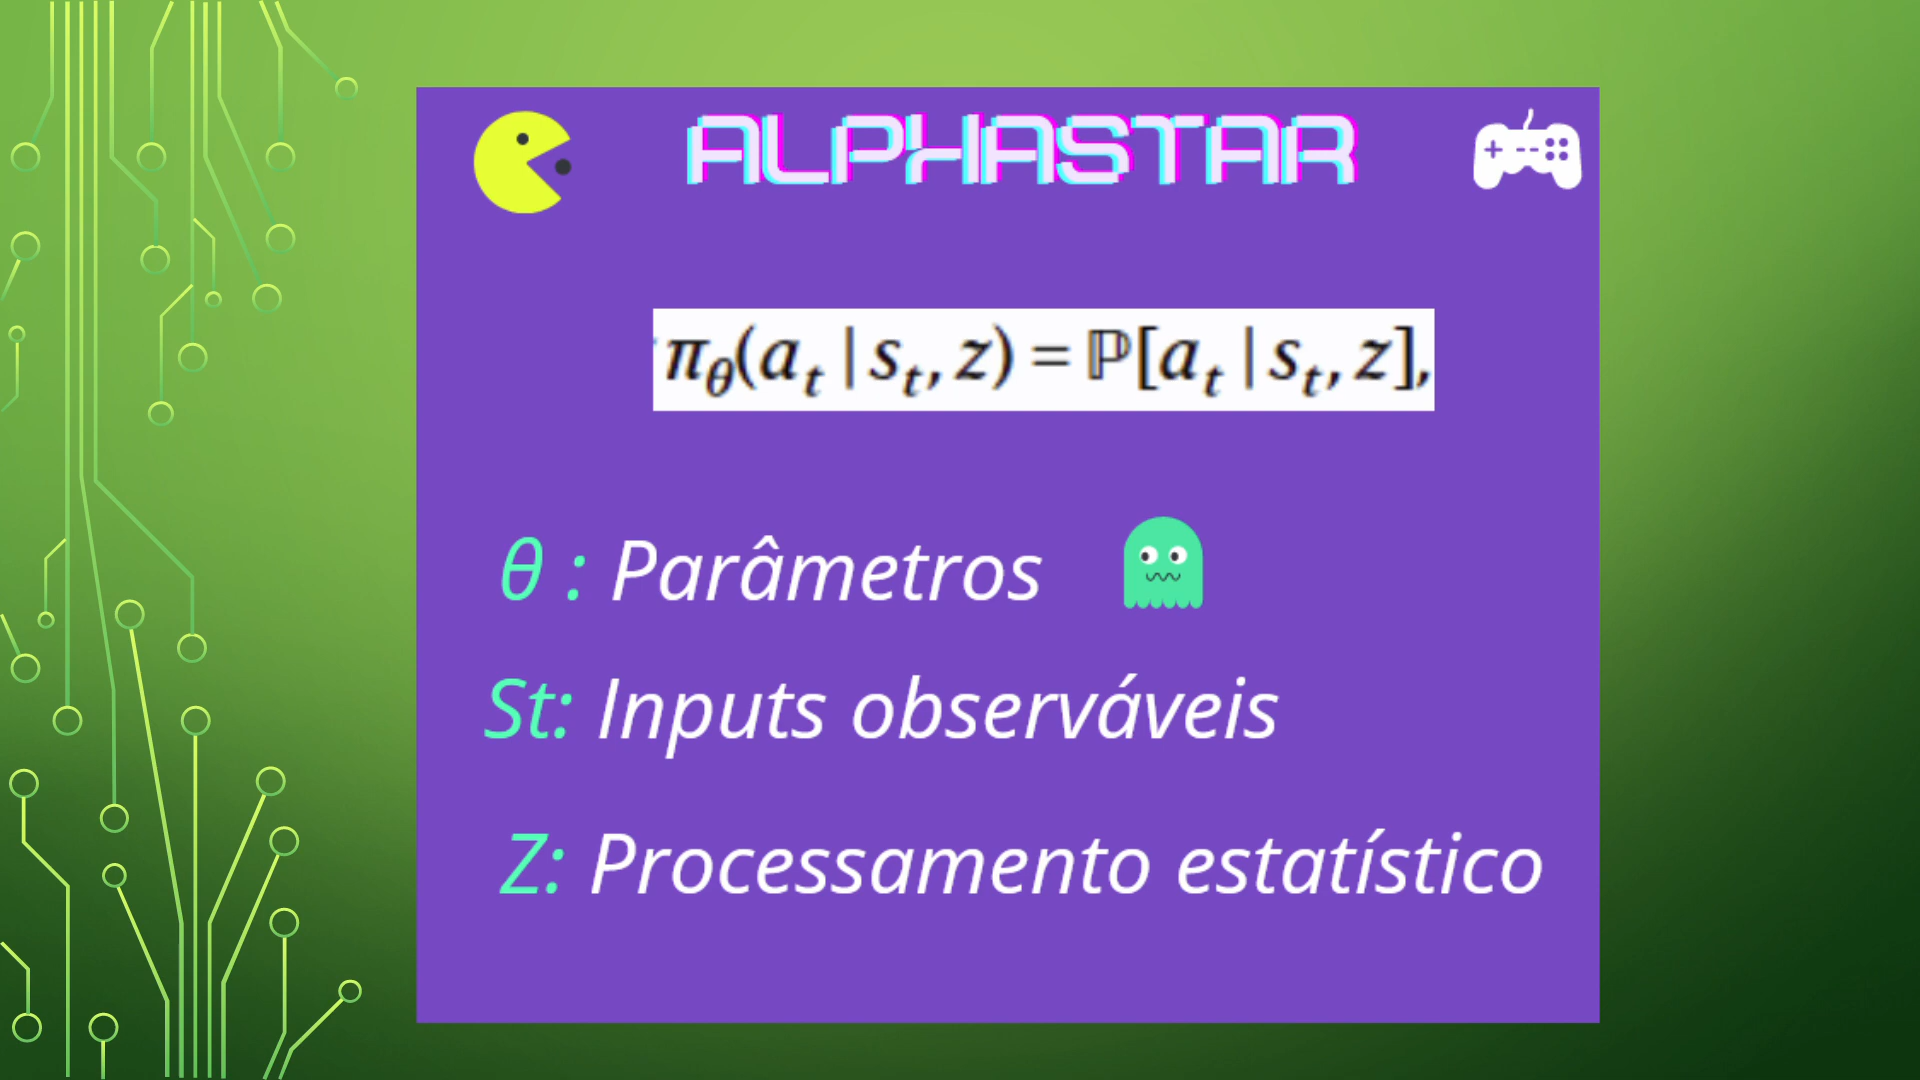 ALPHASTAR
πθ(at | st, z) = ℙ[at | st, z],
θ : Parâmetros
St: Inputs observáveis
Z: Processamento estatístico